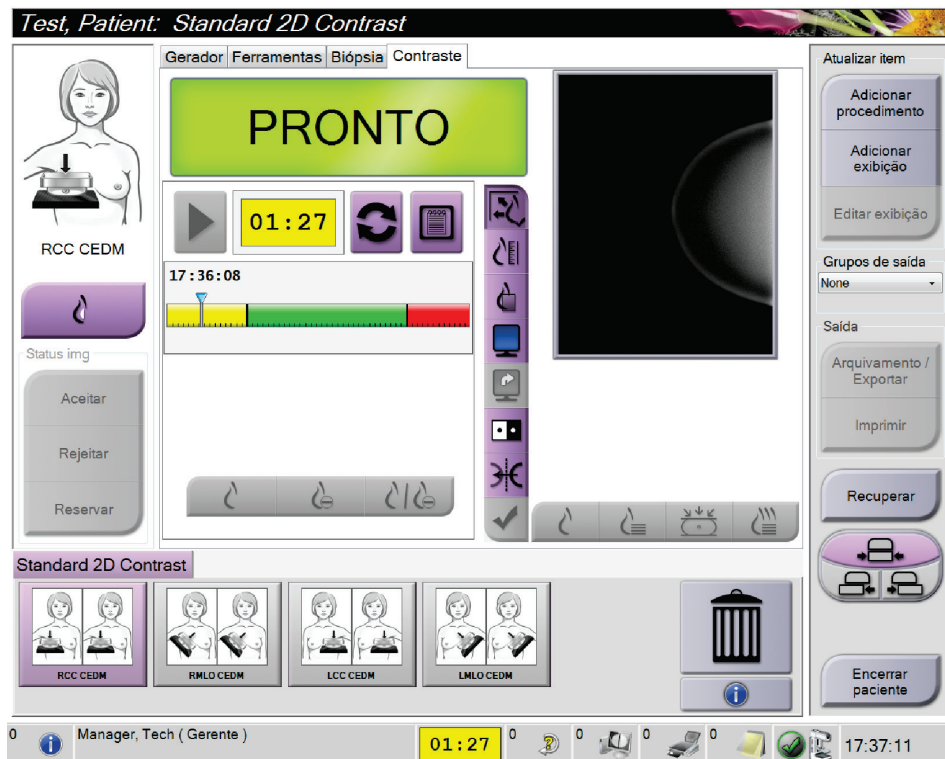 Test, Patient: Standard 2D Contrast
Gerador Ferramentas Biópsia Contraste
PRONTO
01:27
17:36:08
RCC CEDM
Status img
Aceitar
Rejeitar
Reservar
Atualizar item
Adicionar
procedimento
Adicionar
exibição
Editar exibição
Grupos de saída
None
Saída
Arquivamento /
Exportar
Imprimir
Recuperar
Encerrar
paciente
Standard 2D Contrast
RCC CEDM
RMLO CEDM
LCC CEDM
LMLO CEDM
0 Manager, Tech ( Gerente ) 01:27 0 0 0 0 17:37:11